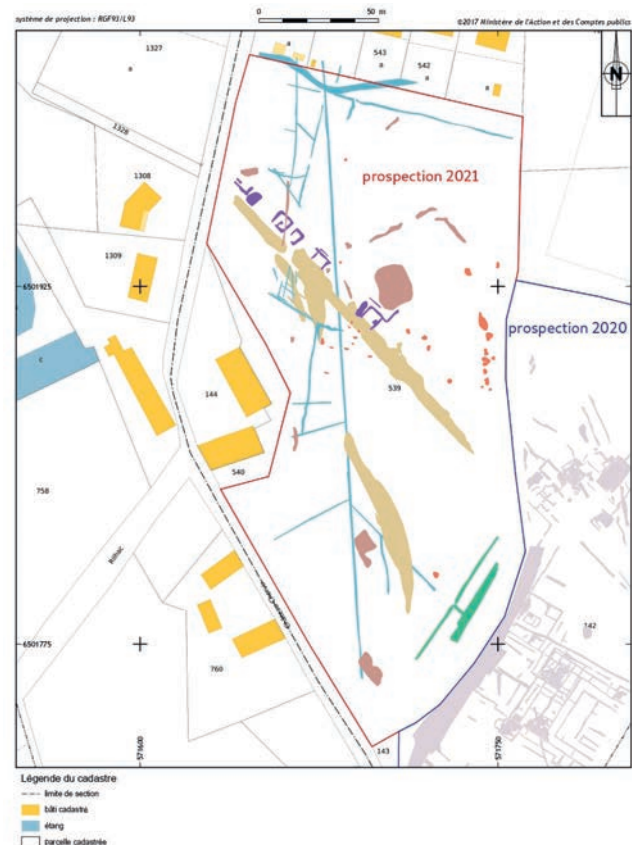 système de projection : RGF93/L93
0 50 m
©2017 Ministère de l'Action et des Comptes publics
1327
a
543
a
542
a
a
a
1328
N
1308
prospection 2021
1309
6501925
prospection 2020
c
539
144
540
758
142
6501775
760
143
571600
571750
Légende du cadastre
limite de section
bâti cadastré
étang
parcelle cadastrée